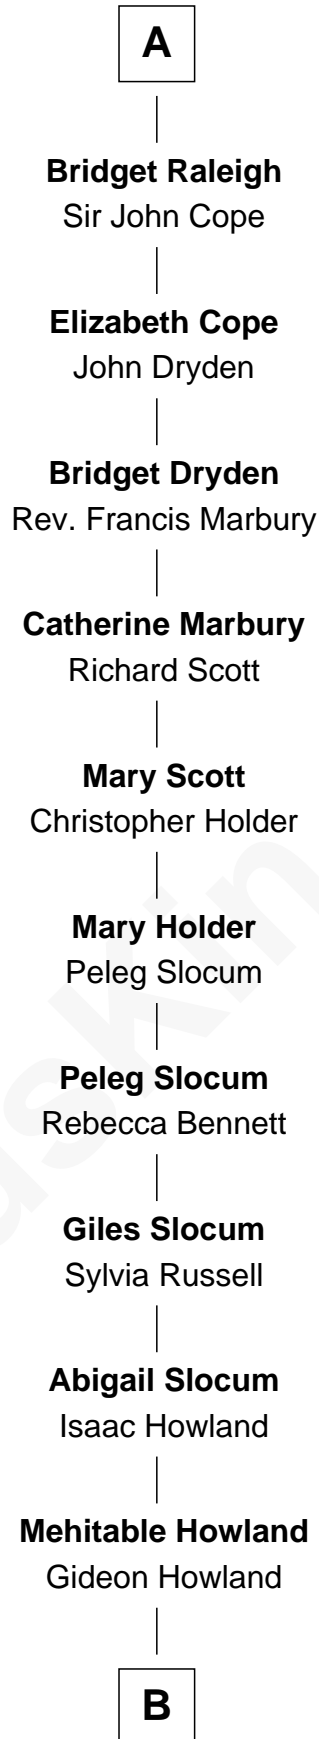 A
Bridget Raleigh
Sir John Cope
Elizabeth Cope
John Dryden
Bridget Dryden
Rev. Francis Marbury
Catherine Marbury
Richard Scott
Mary Scott
Christopher Holder
Mary Holder
Peleg Slocum
Peleg Slocum
Rebecca Bennett
Giles Slocum
Sylvia Russell
Abigail Slocum
Isaac Howland
Mehitable Howland
Gideon Howland
B